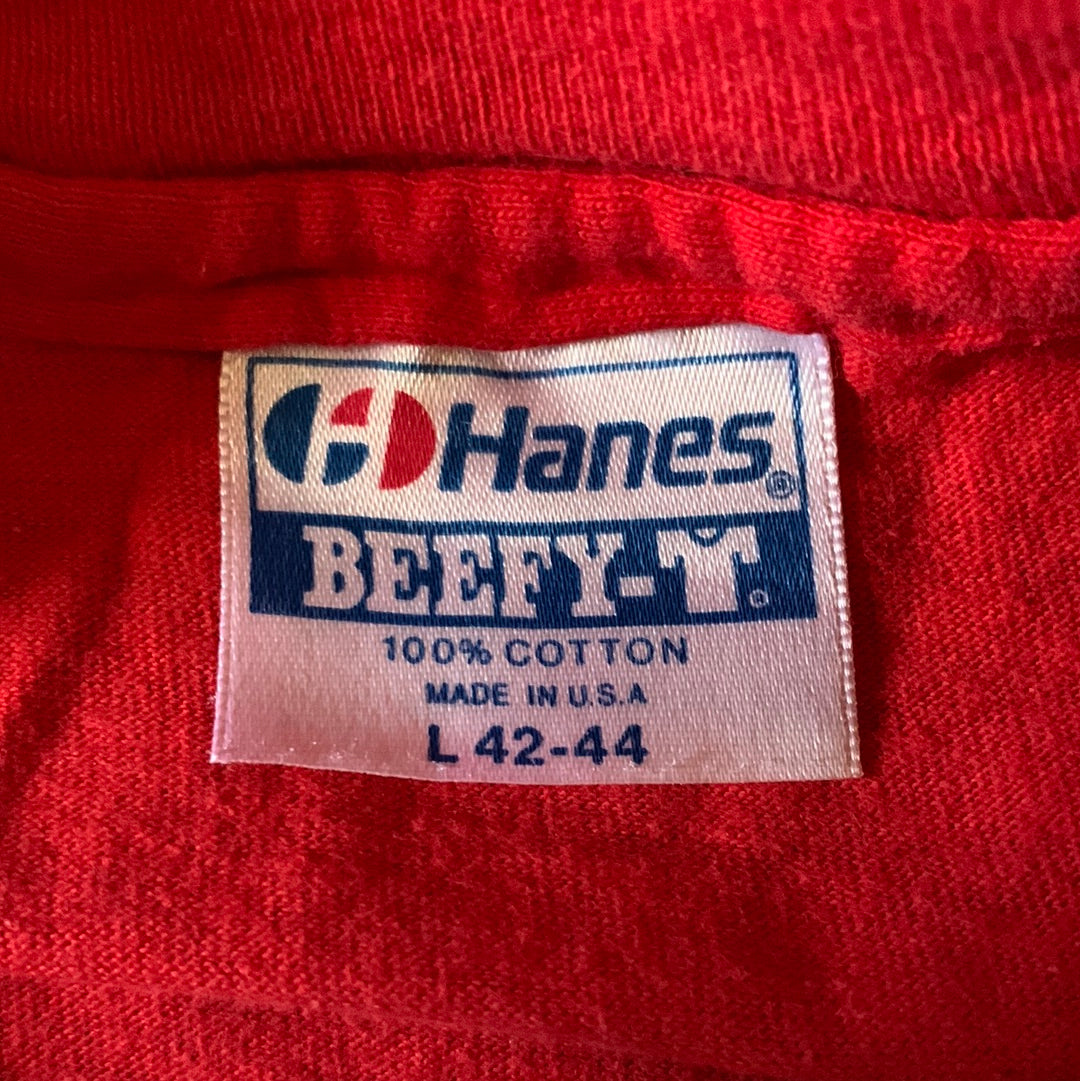 Hanes®
BEEFY-T®
100% COTTON
MADE IN U.S.A
L 42-44